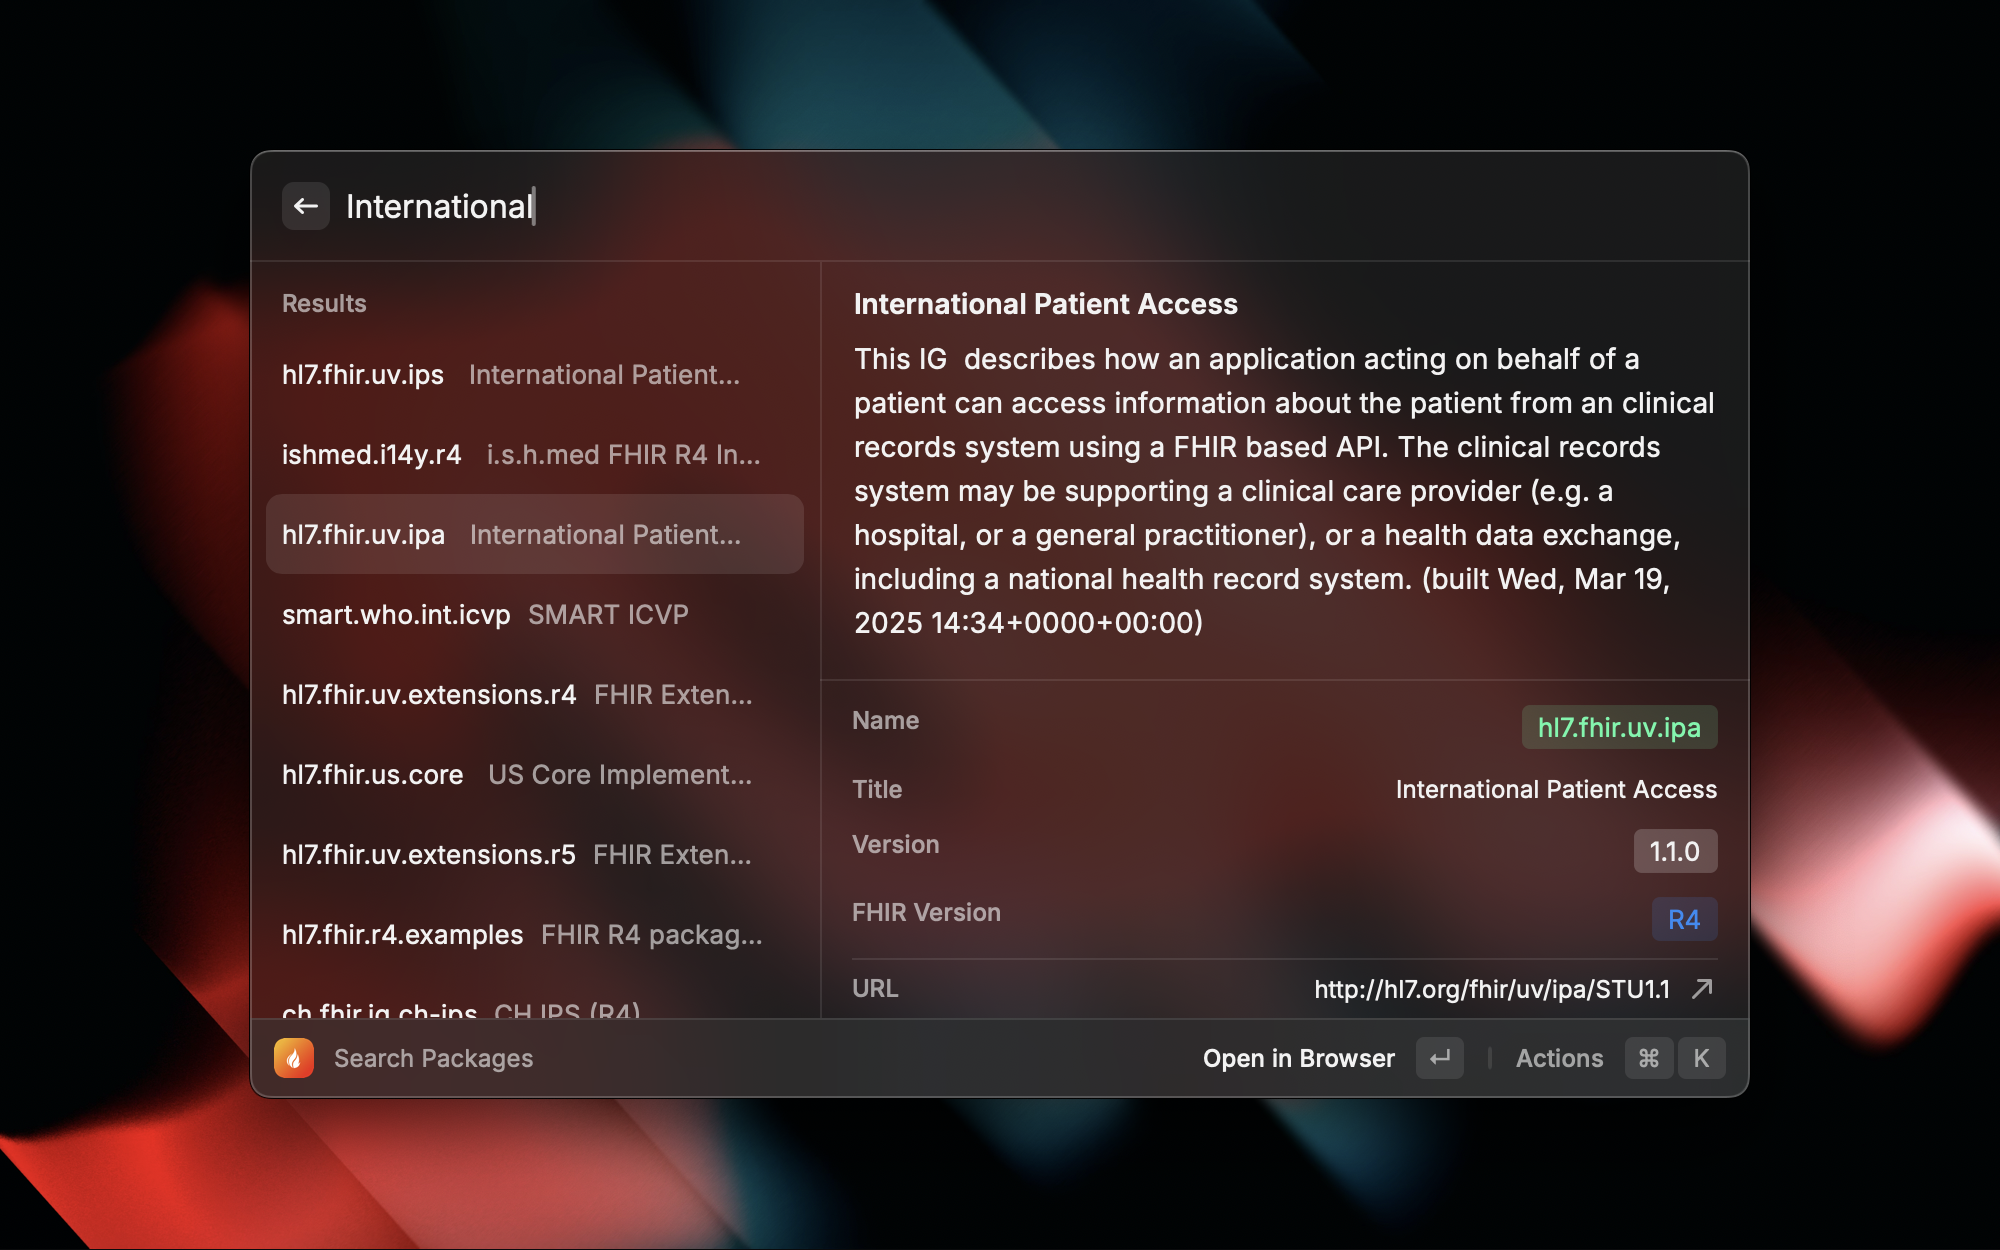 International
Results
hl7.fhir.uv.ips International Patient...
ishmed.i14y.r4 i.s.h.med FHIR R4 In...
hl7.fhir.uv.ipa International Patient...
smart.who.int.icvp SMART ICVP
hl7.fhir.uv.extensions.r4 FHIR Exten...
hl7.fhir.us.core US Core Implement...
hl7.fhir.uv.extensions.r5 FHIR Exten...
hl7.fhir.r4.examples FHIR R4 packag...
ch.fhir.ig.ch-ips CH IPS (R4)
International Patient Access
This IG  describes how an application acting on behalf of a
patient can access information about the patient from an clinical
records system using a FHIR based API. The clinical records
system may be supporting a clinical care provider (e.g. a
hospital, or a general practitioner), or a health data exchange,
including a national health record system. (built Wed, Mar 19,
2025 14:34+0000+00:00)
Name hl7.fhir.uv.ipa
Title International Patient Access
Version 1.1.0
FHIR Version R4
URL http://hl7.org/fhir/uv/ipa/STU1.1
Search Packages
Open in Browser ↵ Actions ⌘ K